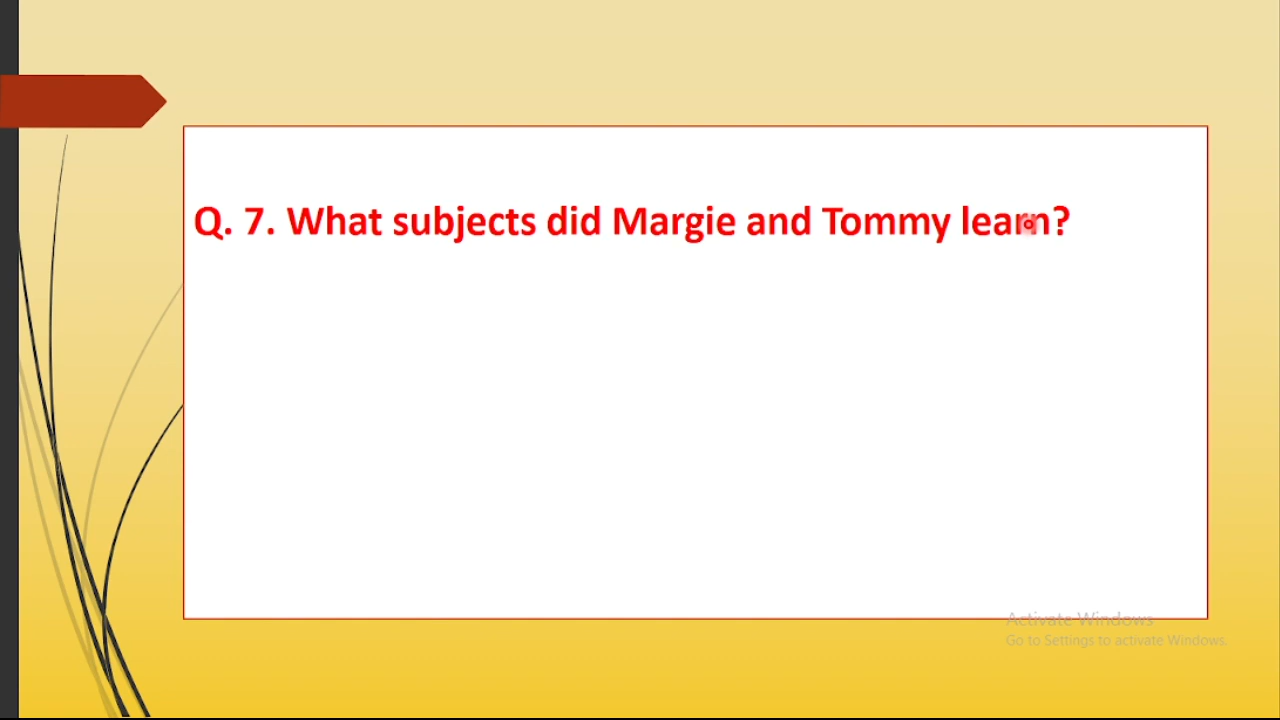 Q. 7. What subjects did Margie and Tommy learn?
Activate Windows
Go to Settings to activate Windows.